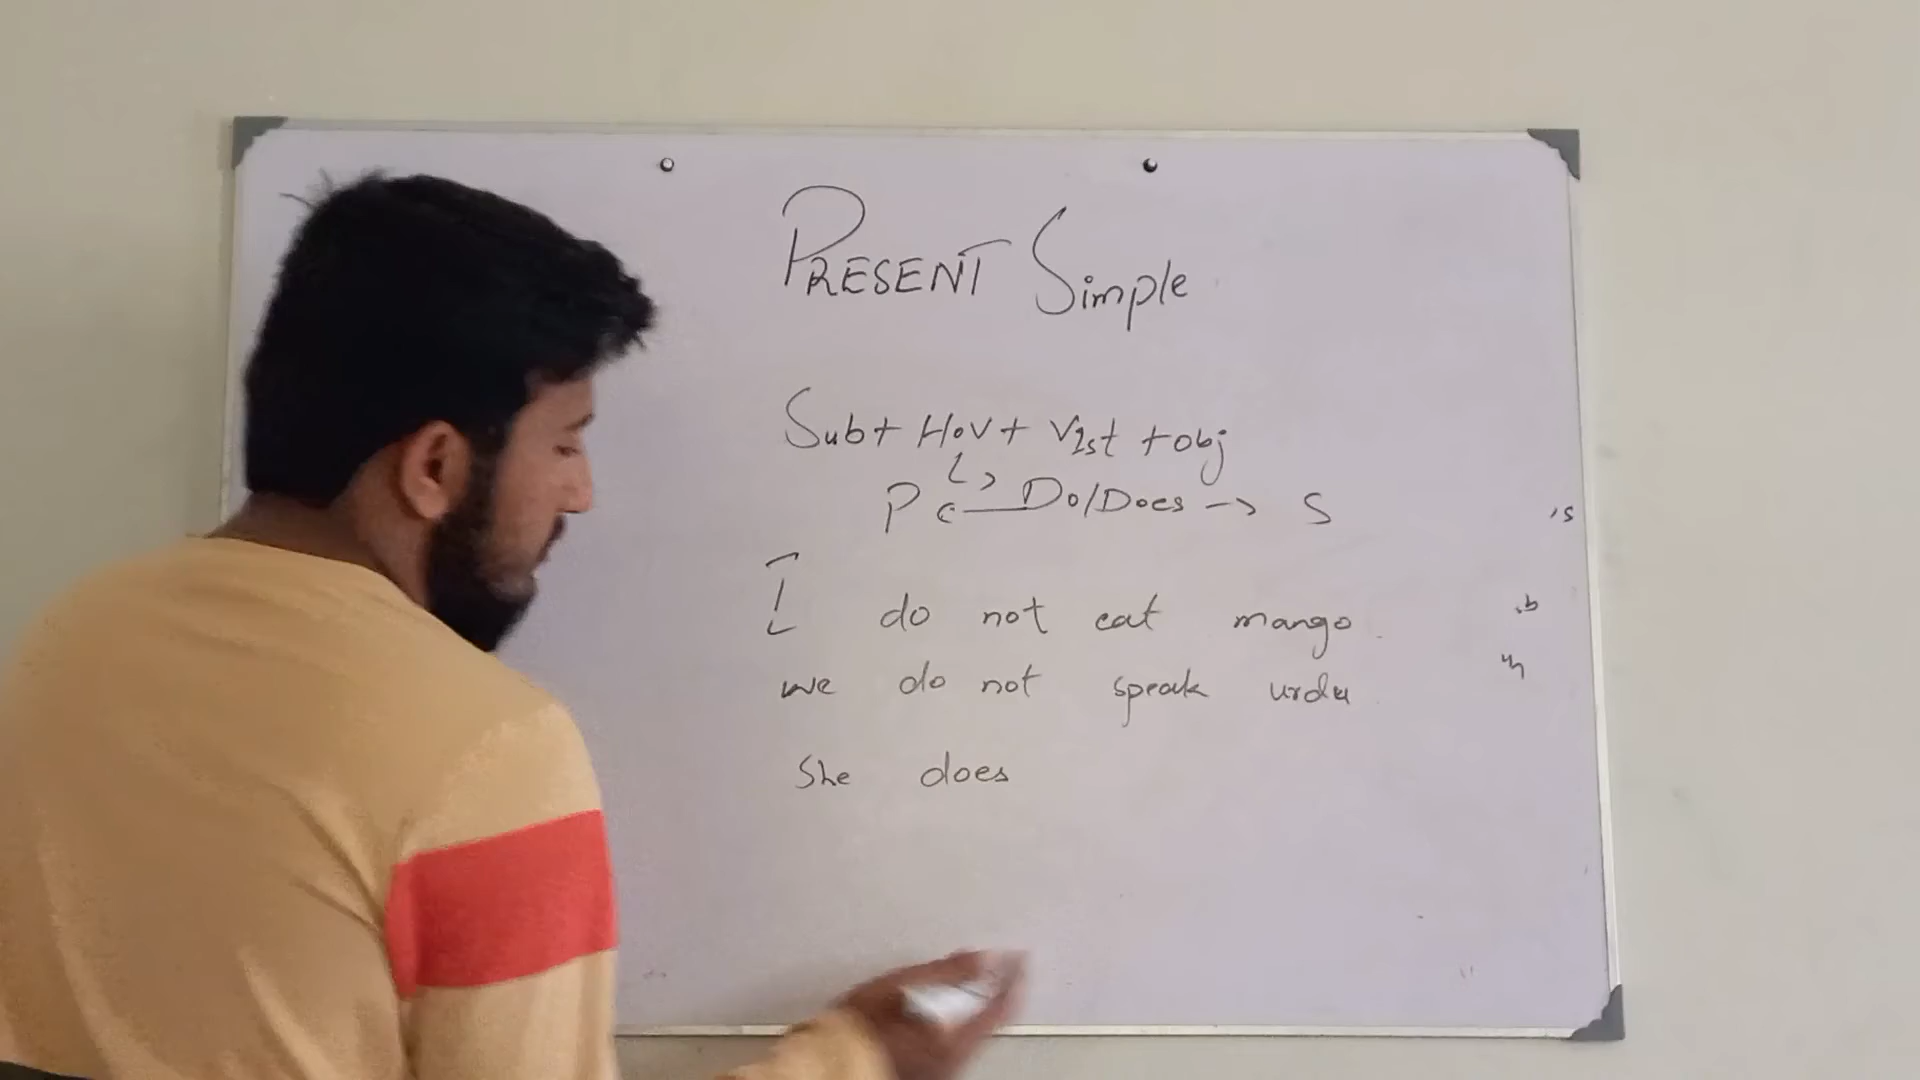 PRESENT Simple
Sub + H.V + V1st + obj
P ← Do/Does → S
I do not eat mango.
we do not speak urdu.
She does